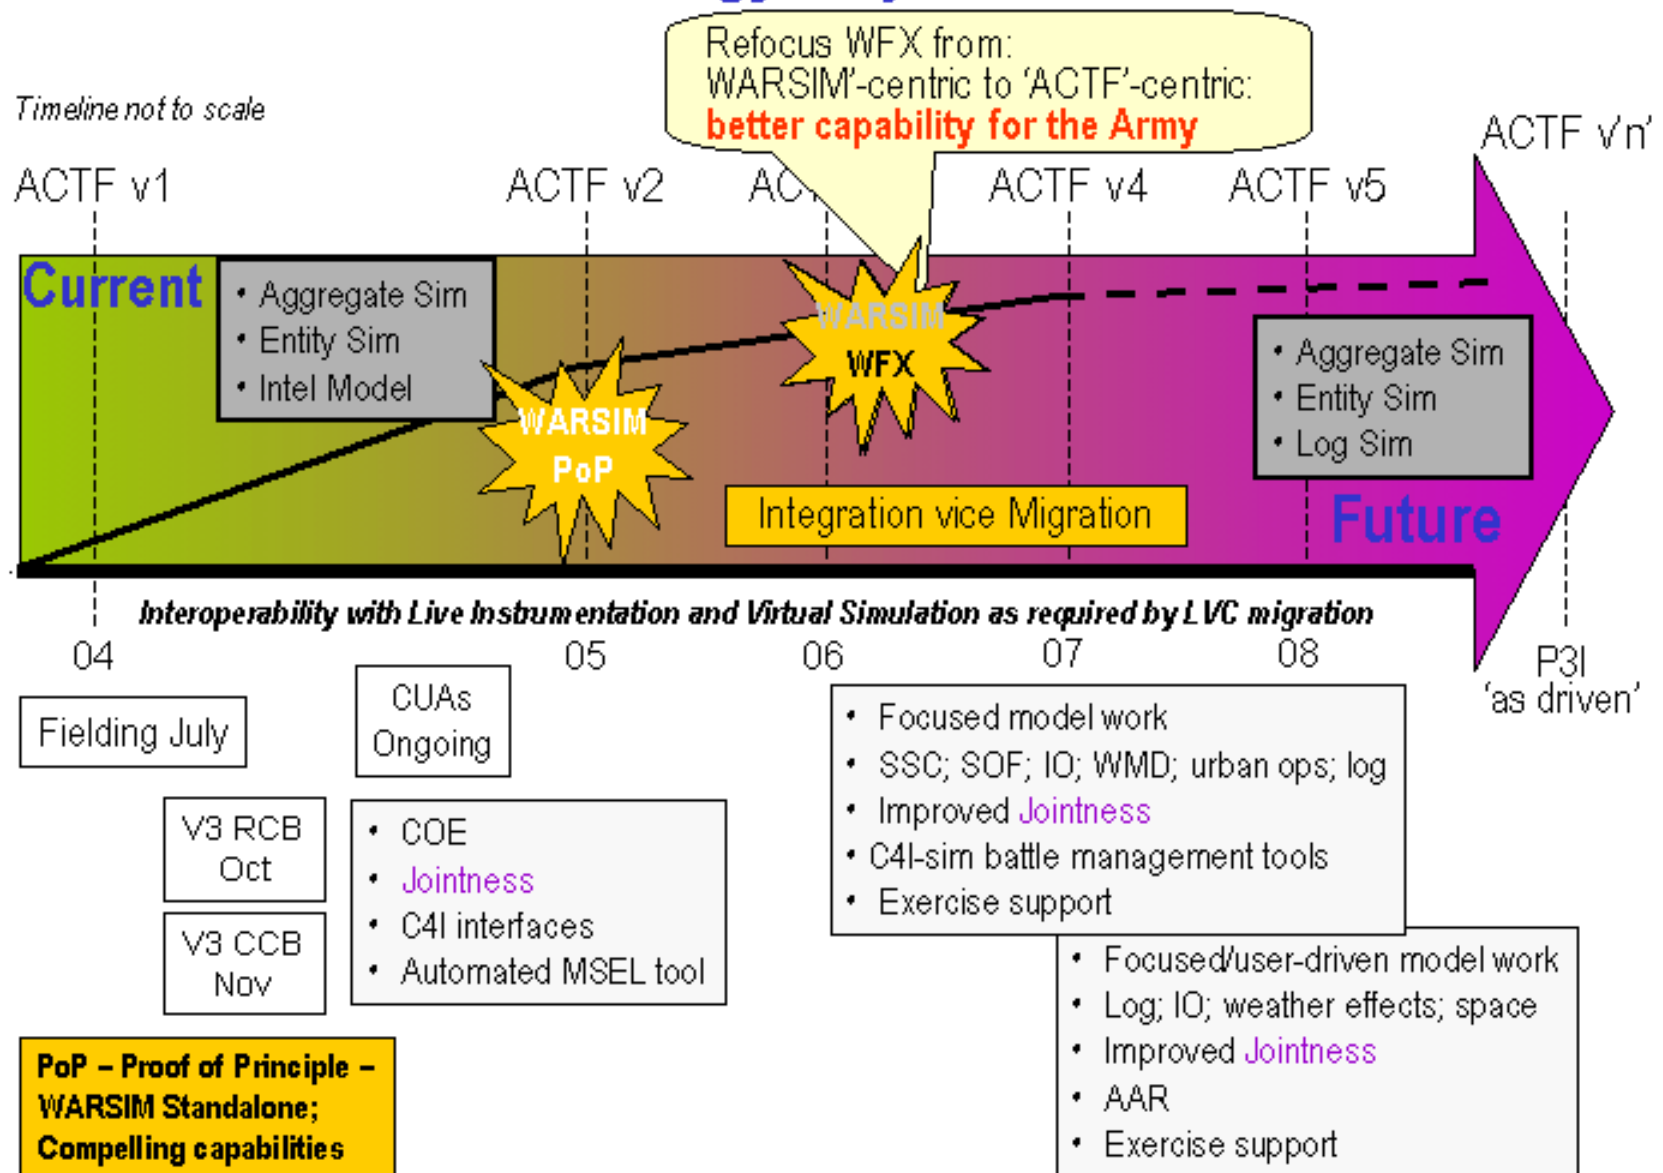 Refocus WFX from:
WARSIM'-centric to 'ACTF'-centric:
better capability for the Army
Timeline not to scale
ACTF v1
ACTF v2
AC
ACTF v4
ACTF v5
ACTF v'n'
Current
• Aggregate Sim
• Entity Sim
• Intel Model
WARSIM
PoP
WARSIM
WFX
• Aggregate Sim
• Entity Sim
• Log Sim
Integration vice Migration
Future
Interoperability with Live Instrumentation and Virtual Simulation as required by LVC migration
04
05
06
07
08
P3I
'as driven'
Fielding July
CUAs
Ongoing
V3 RCB
Oct
V3 CCB
Nov
• COE
• Jointness
• C4I interfaces
• Automated MSEL tool
• Focused model work
• SSC; SOF; IO; WMD; urban ops; log
• Improved Jointness
• C4I-sim battle management tools
• Exercise support
• Focused/user-driven model work
• Log; IO; weather effects; space
• Improved Jointness
• AAR
• Exercise support
PoP – Proof of Principle –
WARSIM Standalone;
Compelling capabilities